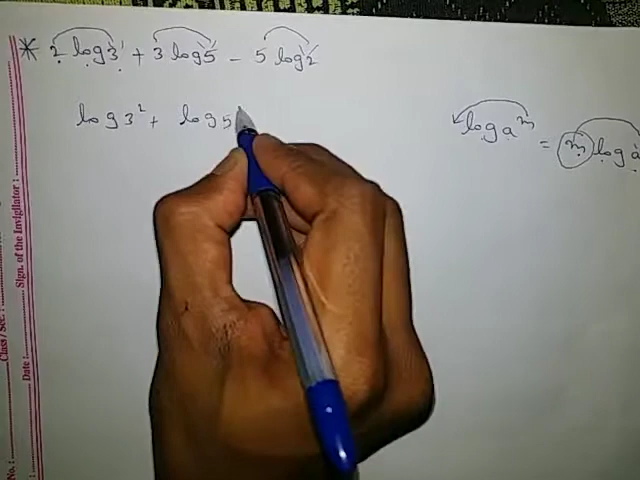 * 2 log 3 + 3 log 5 - 5 log 2
log 3² + log 5
log aᵐ = m log a
Sign. of the Invigilator :
Class / Sec. :
Date :
No. :